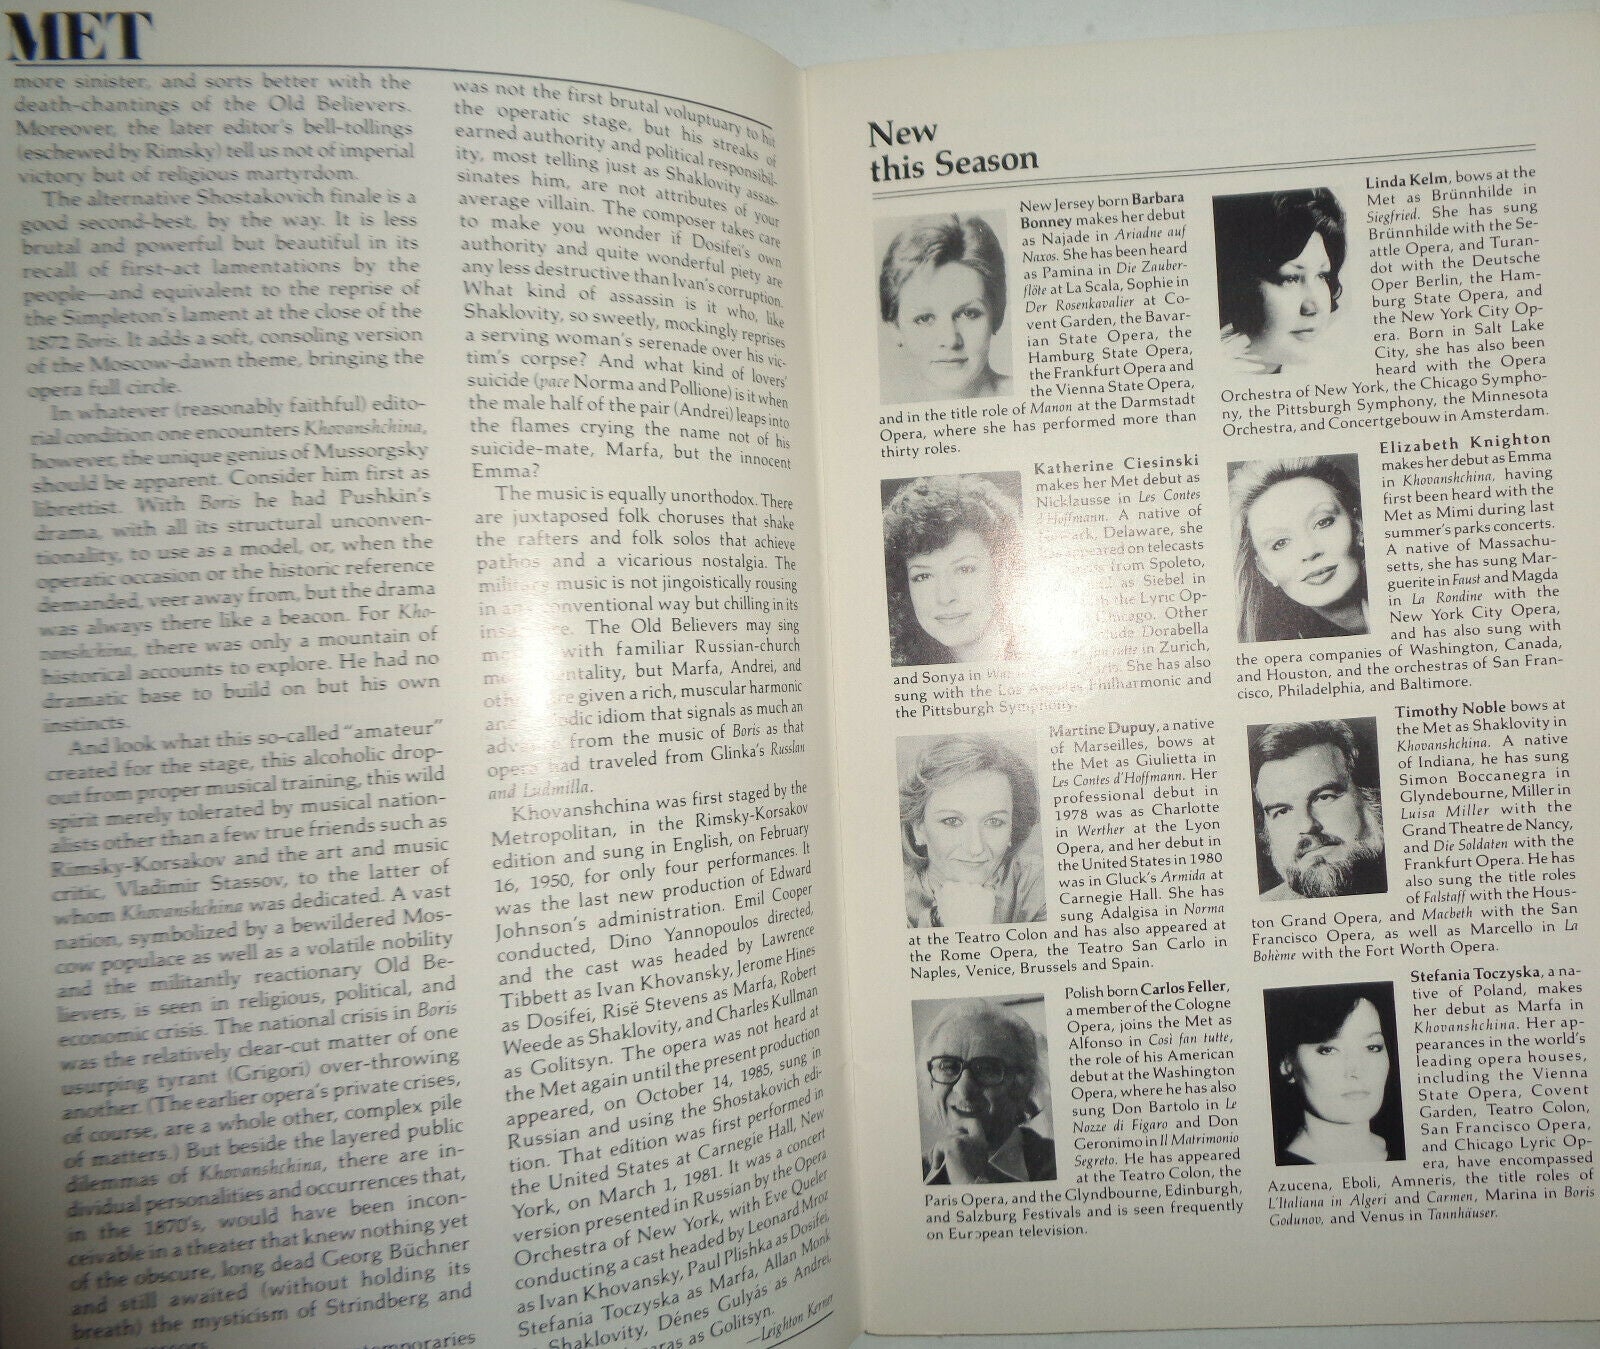 MET
more sinister, and sorts better with the
death-chantings of the Old Believers.
Moreover, the later editor's bell-tollings
(eschewed by Rimsky) tell us not of imperial
victory but of religious martyrdom.
The alternative Shostakovich finale is a
good second-best, by the way. It is less
brutal and powerful but beautiful in its
recall of first-act lamentations by the
people—and equivalent to the reprise of
the Simpleton's lament at the close of the
1872 Boris. It adds a soft, consoling version
of the Moscow-dawn theme, bringing the
opera full circle.
In whatever (reasonably faithful) edito-
rial condition one encounters Khovanshchina,
however, the unique genius of Mussorgsky
should be apparent. Consider him first as
librettist. With Boris he had Pushkin's
drama, with all its structural unconven-
tionality, to use as a model, or, when the
operatic occasion or the historic reference
demanded, veer away from, but the drama
was always there like a beacon. For Kho-
vanshchina, there was only a mountain of
historical accounts to explore. He had no
dramatic base to build on but his own
instincts.
And look what this so-called "amateur"
created for the stage, this alcoholic drop-
out from proper musical training, this wild
spirit merely tolerated by musical nation-
alists other than a few true friends such as
Rimsky-Korsakov and the art and music
critic, Vladimir Stassov, to the latter of
whom Khovanshchina was dedicated. A vast
nation, symbolized by a bewildered Mos-
cow populace as well as a volatile nobility
and the militantly reactionary Old Be-
lievers, is seen in religious, political, and
economic crisis. The national crisis in Boris
was the relatively clear-cut matter of one
usurping tyrant (Grigori) over-throwing
another. (The earlier opera's private crises,
of course, are a whole other, complex pile
of matters.) But beside the layered public
dilemmas of Khovanshchina, there are in-
dividual personalities and occurrences that,
in the 1870's, would have been incon-
ceivable in a theater that knew nothing yet
of the obscure, long dead Georg Büchner
and still awaited (without holding its
breath) the mysticism of Strindberg and
was not the first brutal voluptuary to hit
the operatic stage, but his streaks of
earned authority and political responsibil-
ity, most telling just as Shaklovity assas-
sinates him, are not attributes of your
average villain. The composer takes care
to make you wonder if Dosifei's own
authority and quite wonderful piety are
any less destructive than Ivan's corruption.
What kind of assassin is it who, like
Shaklovity, so sweetly, mockingly reprises
a serving woman's serenade over his vic-
tim's corpse? And what kind of lovers'
suicide (pace Norma and Pollione) is it when
the male half of the pair (Andrei) leaps into
the flames crying the name not of his
suicide-mate, Marfa, but the innocent
Emma?
The music is equally unorthodox. There
are juxtaposed folk choruses that shake
the rafters and folk solos that achieve
pathos and a vicarious nostalgia. The
military music is not jingoistically rousing
in any conventional way but chilling in its
The Old Believers may sing
with familiar Russian-church
but Marfa, Andrei, and
are given a rich, muscular harmonic
idiom that signals as much an
from the music of Boris as that
opera had traveled from Glinka's Russlan
and Ludmilla.
Khovanshchina was first staged by the
Metropolitan, in the Rimsky-Korsakov
edition and sung in English, on February
16, 1950, for only four performances. It
was the last new production of Edward
Johnson's administration. Emil Cooper
conducted, Dino Yannopoulos directed,
and the cast was headed by Lawrence
Tibbett as Ivan Khovansky, Jerome Hines
as Dosifei, Risë Stevens as Marfa, Robert
Weede as Shaklovity, and Charles Kullman
as Golitsyn. The opera was not heard at
the Met again until the present production
appeared, on October 14, 1985, sung in
Russian and using the Shostakovich edi-
tion. That edition was first performed in
the United States at Carnegie Hall, New
York, on March 1, 1981. It was a concert
version presented in Russian by the Opera
Orchestra of New York, with Eve Queler
conducting a cast headed by Leonard Mroz
as Ivan Khovansky, Paul Plishka as Dosifei,
Stefania Toczyska as Marfa, Allan Monk
Shaklovity, Dénes Gulyás as Andrei,
as Golitsyn.
—Leighton Kerner
New
this Season
New Jersey born Barbara
Bonney makes her debut
as Najade in Ariadne auf
Naxos. She has been heard
as Pamina in Die Zauber-
flöte at La Scala, Sophie in
Der Rosenkavalier at Co-
vent Garden, the Bavar-
ian State Opera, the
Hamburg State Opera,
the Frankfurt Opera and
the Vienna State Opera,
and in the title role of Manon at the Darmstadt
Opera, where she has performed more than
thirty roles.
Katherine Ciesinski
makes her Met debut as
Nicklausse in Les Contes
d'Hoffmann. A native of
Delaware, she
appeared on telecasts
from Spoleto,
as Siebel in
the Lyric Op-
Chicago. Other
Dorabella
in Zurich,
and Sonya in
She has also
sung with the Los Angeles Philharmonic and
the Pittsburgh Symphony.
Martine Dupuy, a native
of Marseilles, bows at
the Met as Giulietta in
Les Contes d'Hoffmann. Her
professional debut in
1978 was as Charlotte
in Werther at the Lyon
Opera, and her debut in
the United States in 1980
was in Gluck's Armida at
Carnegie Hall. She has
sung Adalgisa in Norma
at the Teatro Colon and has also appeared at
the Rome Opera, the Teatro San Carlo in
Naples, Venice, Brussels and Spain.
Polish born Carlos Feller,
a member of the Cologne
Opera, joins the Met as
Alfonso in Così fan tutte,
the role of his American
debut at the Washington
Opera, where he has also
sung Don Bartolo in Le
Nozze di Figaro and Don
Geronimo in Il Matrimonio
Segreto. He has appeared
at the Teatro Colon, the
Paris Opera, and the Glyndbourne, Edinburgh,
and Salzburg Festivals and is seen frequently
on European television.
Linda Kelm, bows at the
Met as Brünnhilde in
Siegfried. She has sung
Brünnhilde with the Se-
attle Opera, and Turan-
dot with the Deutsche
Oper Berlin, the Ham-
burg State Opera, and
the New York City Op-
era. Born in Salt Lake
City, she has also been
heard with the Opera
Orchestra of New York, the Chicago Sympho-
ny, the Pittsburgh Symphony, the Minnesota
Orchestra, and Concertgebouw in Amsterdam.
Elizabeth Knighton
makes her debut as Emma
in Khovanshchina, having
first been heard with the
Met as Mimi during last
summer's parks concerts.
A native of Massachu-
setts, she has sung Mar-
guerite in Faust and Magda
in La Rondine with the
New York City Opera,
and has also sung with
the opera companies of Washington, Canada,
and Houston, and the orchestras of San Fran-
cisco, Philadelphia, and Baltimore.
Timothy Noble bows at
the Met as Shaklovity in
Khovanshchina. A native
of Indiana, he has sung
Simon Boccanegra in
Glyndebourne, Miller in
Luisa Miller with the
Grand Theatre de Nancy,
and Die Soldaten with the
Frankfurt Opera. He has
also sung the title roles
of Falstaff with the Hous-
ton Grand Opera, and Macbeth with the San
Francisco Opera, as well as Marcello in La
Bohème with the Fort Worth Opera.
Stefania Toczyska, a na-
tive of Poland, makes
her debut as Marfa in
Khovanshchina. Her ap-
pearances in the world's
leading opera houses,
including the Vienna
State Opera, Covent
Garden, Teatro Colon,
San Francisco Opera,
and Chicago Lyric Op-
era, have encompassed
Azucena, Eboli, Amneris, the title roles of
L'Italiana in Algeri and Carmen, Marina in Boris
Godunov, and Venus in Tannhäuser.